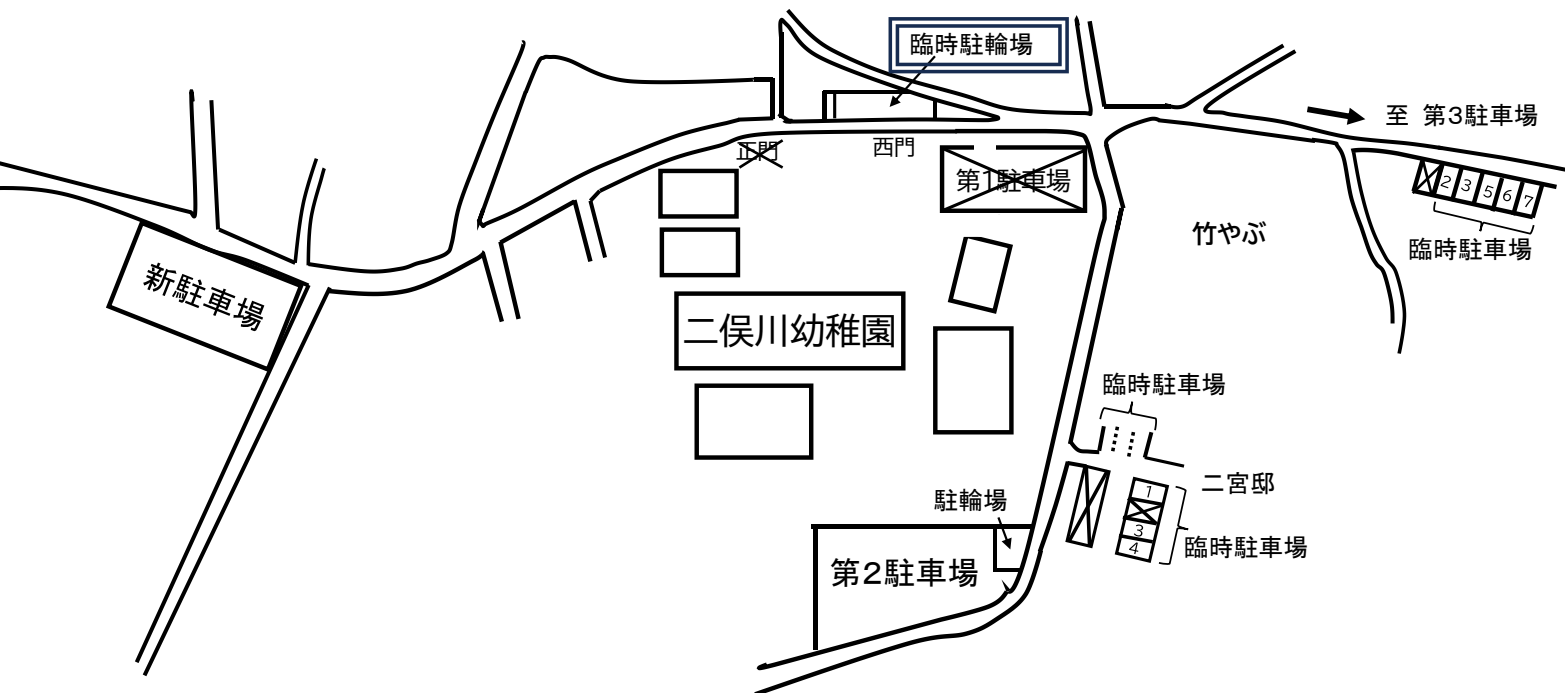 臨時駐輪場
至 第3駐車場
正門
西門
第1駐車場
2 3 5 6 7
臨時駐車場
竹やぶ
新駐車場
二俣川幼稚園
臨時駐車場
二宮邸
1
3
4
臨時駐車場
駐輪場
第2駐車場